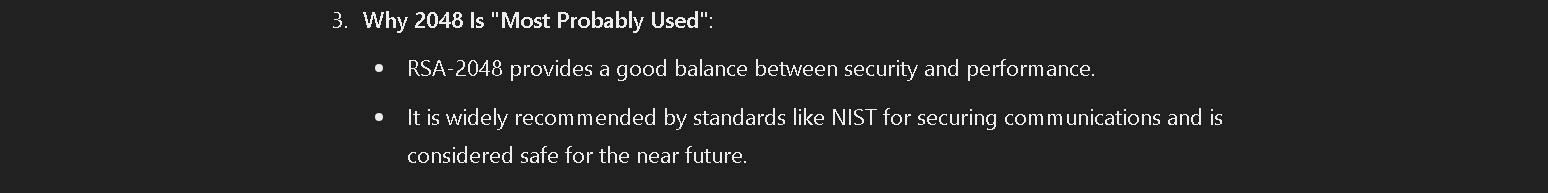 3. Why 2048 Is "Most Probably Used":
• RSA-2048 provides a good balance between security and performance.
• It is widely recommended by standards like NIST for securing communications and is
considered safe for the near future.